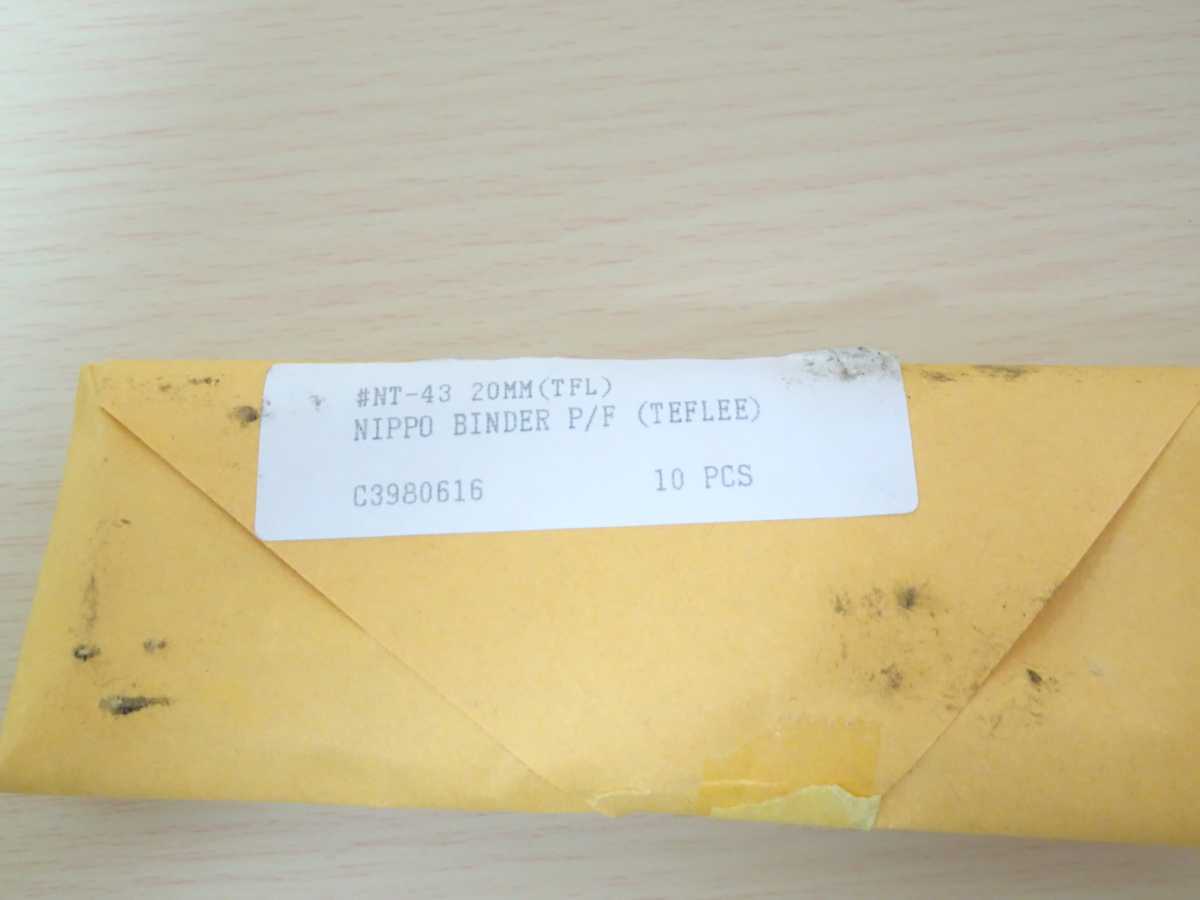 #NT-43 20MM(TFL)
NIPPO BINDER P/F (TEFLEE)
C3980616 10 PCS